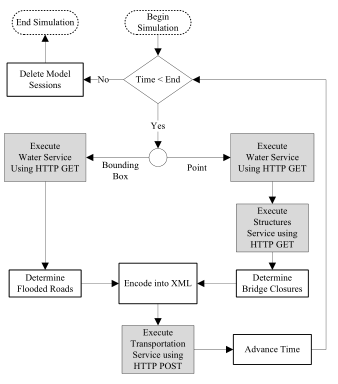 End Simulation
Begin
Simulation
Delete Model
Sessions
No
Time < End
Yes
Execute
Water Service
Using HTTP GET
Bounding
Box
Point
Execute
Water Service
Using HTTP GET
Execute
Structures
Service using
HTTP GET
Determine
Flooded Roads
Encode into XML
Determine
Bridge Closures
Execute
Transportation
Service using
HTTP POST
Advance Time